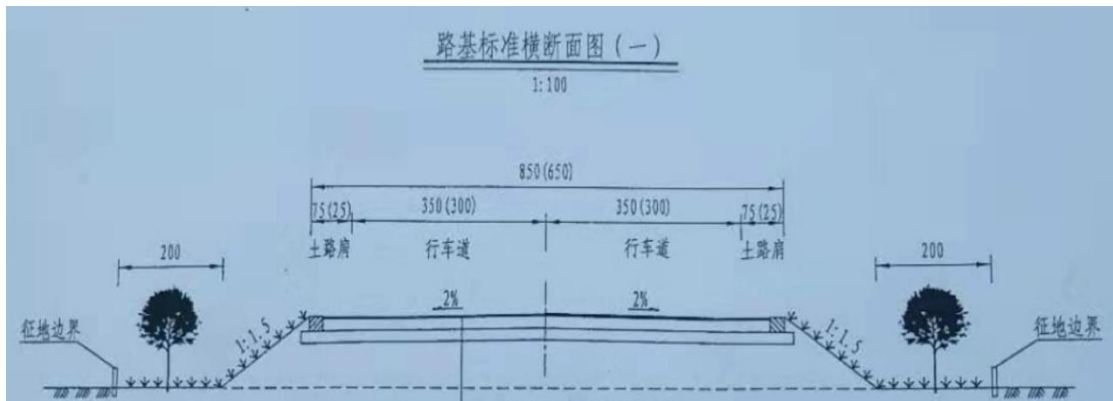 路基标准横断面图(一)
1:100
850(650)
75(25) 350(300) 350(300) 75(25)
土路肩 行车道 行车道 土路肩
200 200
2% 2%
征地边界 1:1.5 1:1.5 征地边界